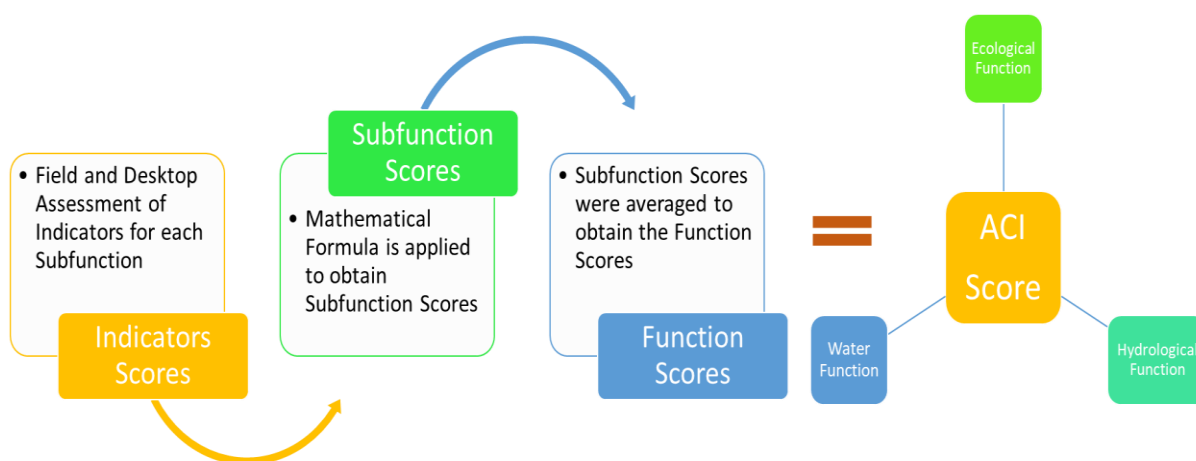 • Field and Desktop
Assessment of
Indicators for each
Subfunction
Indicators
Scores
Subfunction
Scores
• Mathematical
Formula is applied
to obtain
Subfunction Scores
• Subfunction Scores
were averaged to
obtain the Function
Scores
Function
Scores
=
Ecological
Function
ACI
Score
Water
Function
Hydrological
Function